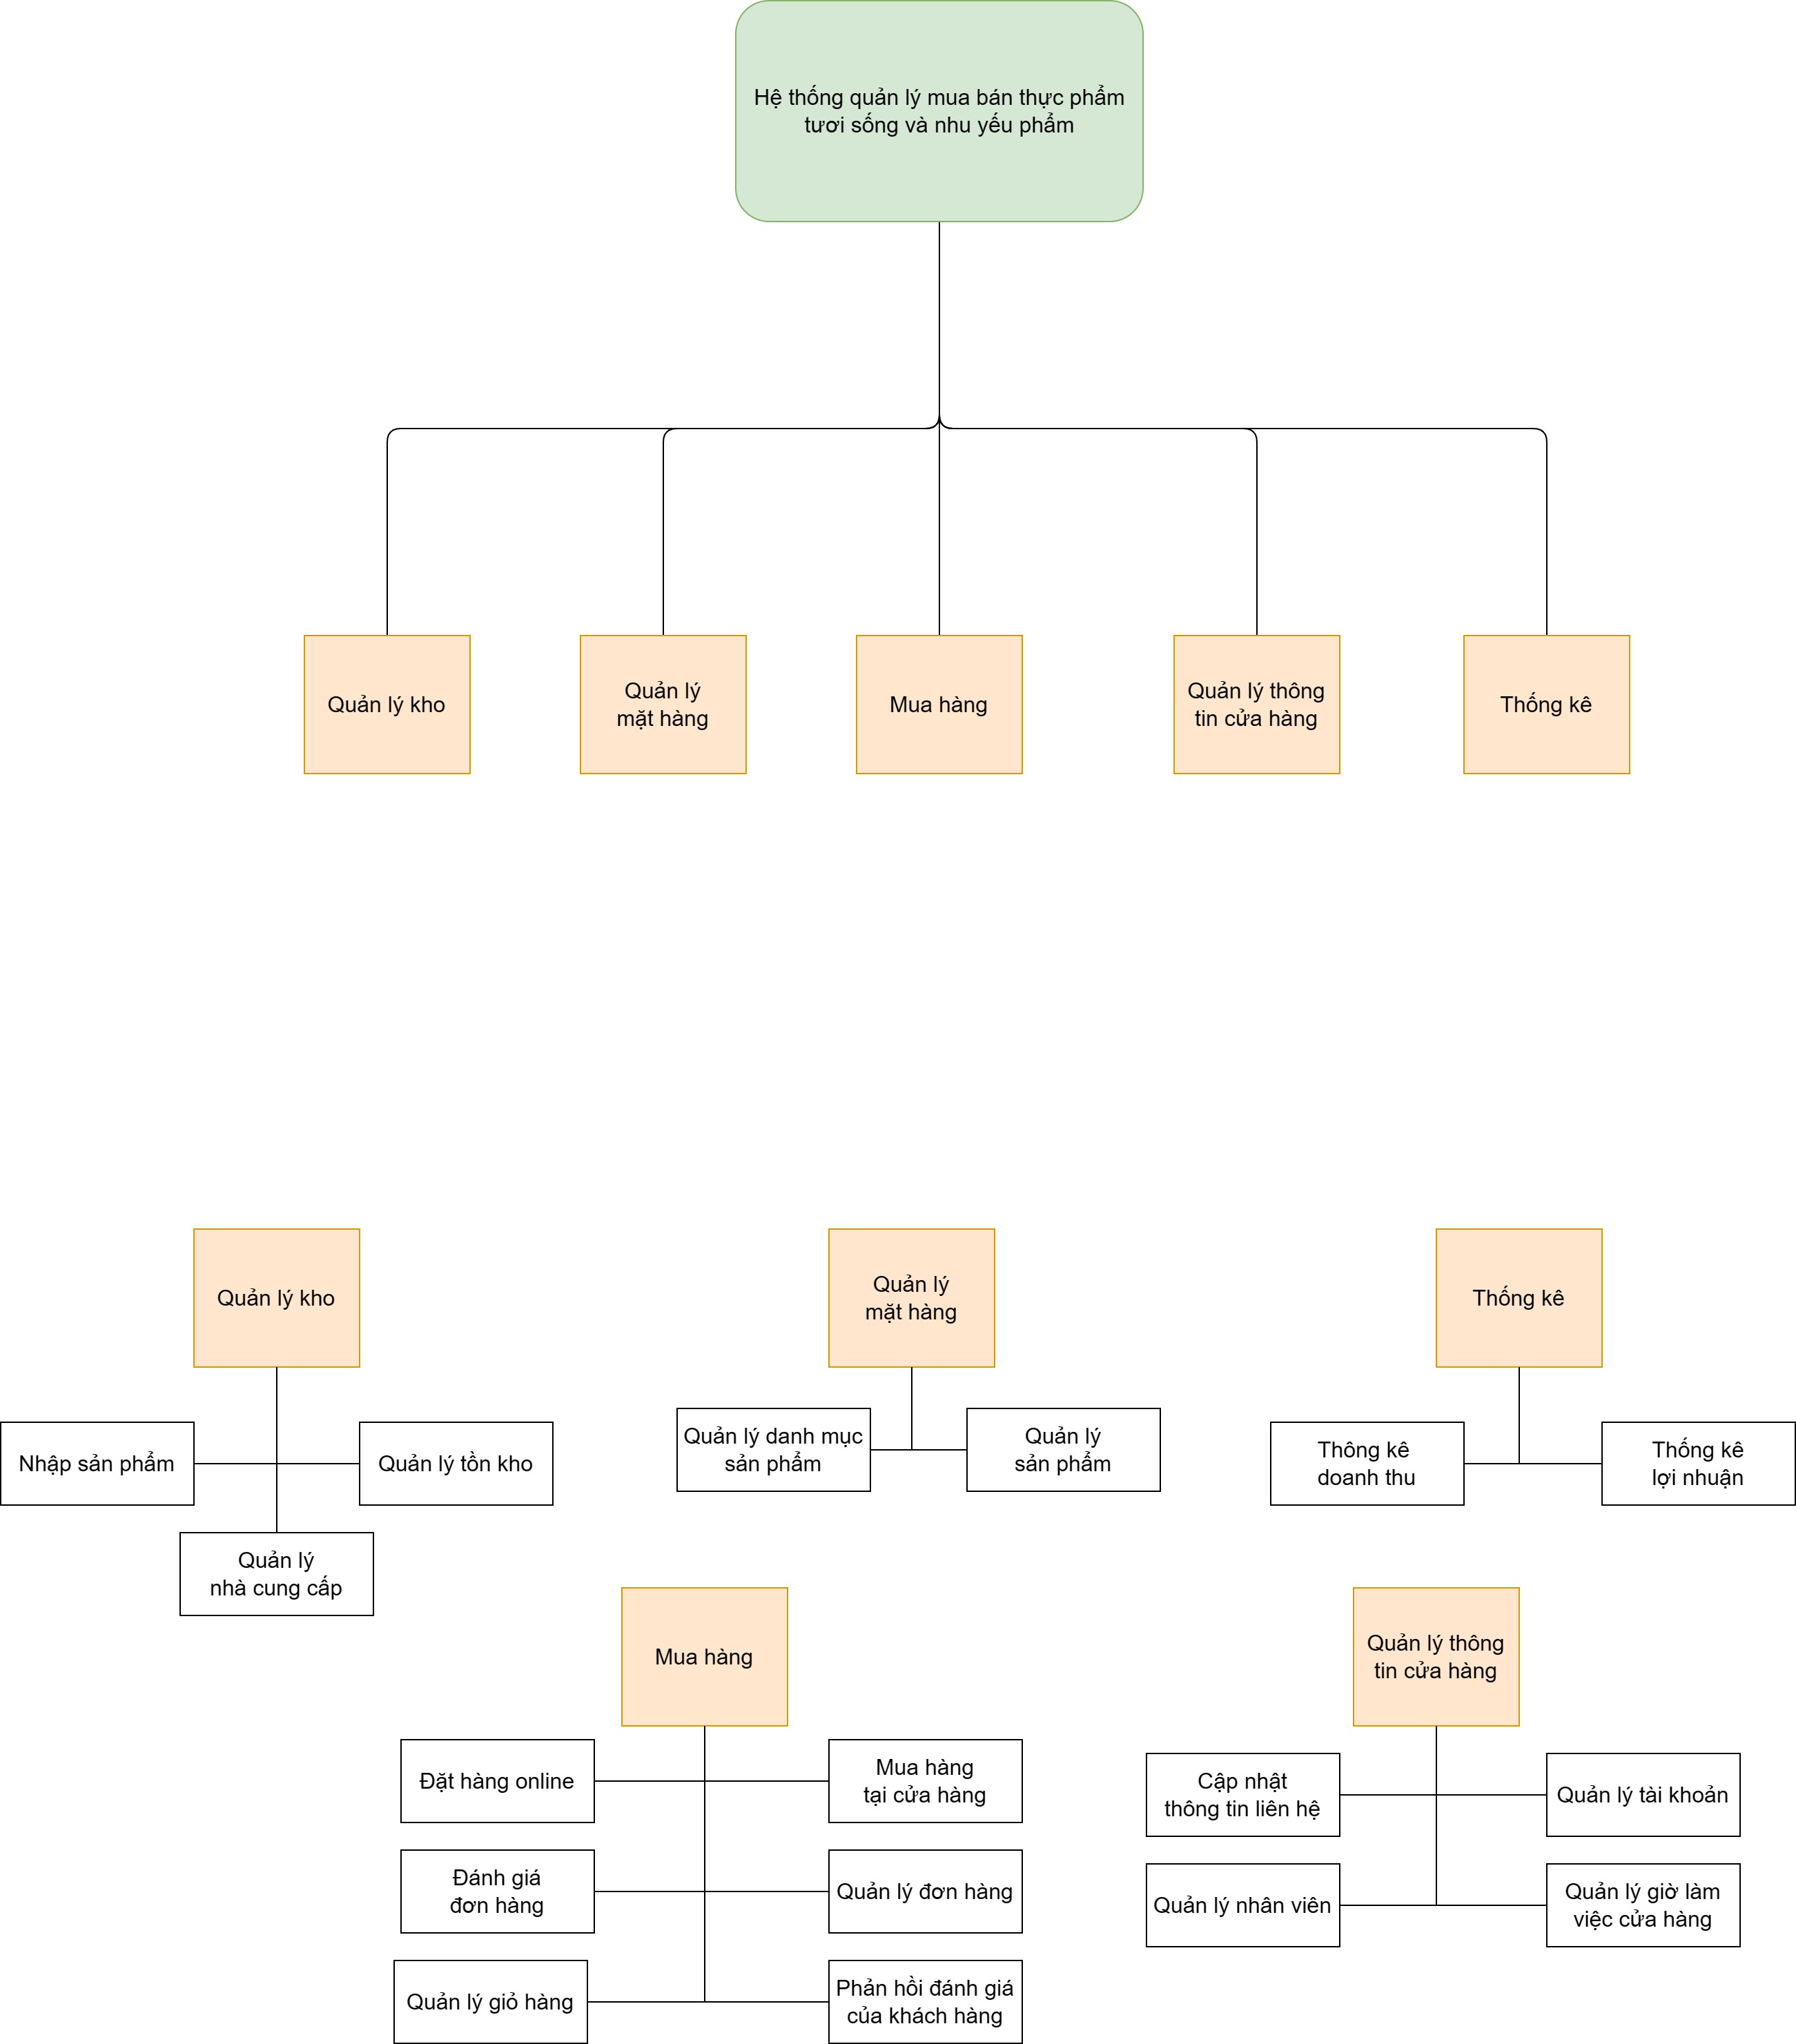 Hệ thống quản lý mua bán thực phẩm
tươi sống và nhu yếu phẩm
Quản lý kho
Quản lý
mặt hàng
Mua hàng
Quản lý thông
tin cửa hàng
Thống kê
Quản lý kho
Quản lý
mặt hàng
Thống kê
Nhập sản phẩm
Quản lý tồn kho
Quản lý
nhà cung cấp
Quản lý danh mục
sản phẩm
Quản lý
sản phẩm
Thông kê
doanh thu
Thống kê
lợi nhuận
Mua hàng
Quản lý thông
tin cửa hàng
Đặt hàng online
Mua hàng
tại cửa hàng
Đánh giá
đơn hàng
Quản lý đơn hàng
Quản lý giỏ hàng
Phản hồi đánh giá
của khách hàng
Cập nhật
thông tin liên hệ
Quản lý tài khoản
Quản lý nhân viên
Quản lý giờ làm
việc cửa hàng